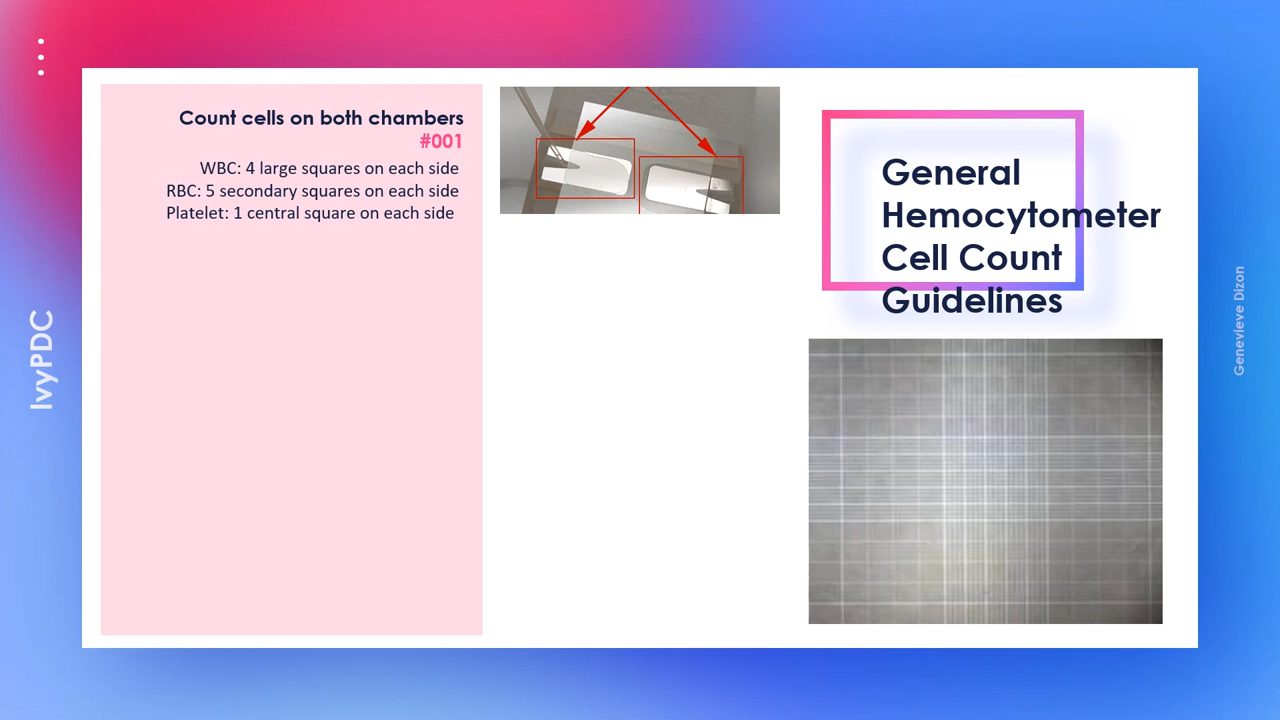 Count cells on both chambers
#001
WBC: 4 large squares on each side
RBC: 5 secondary squares on each side
Platelet: 1 central square on each side
General
Hemocytometer
Cell Count
Guidelines
IvyPDC
Genevieve Dizon